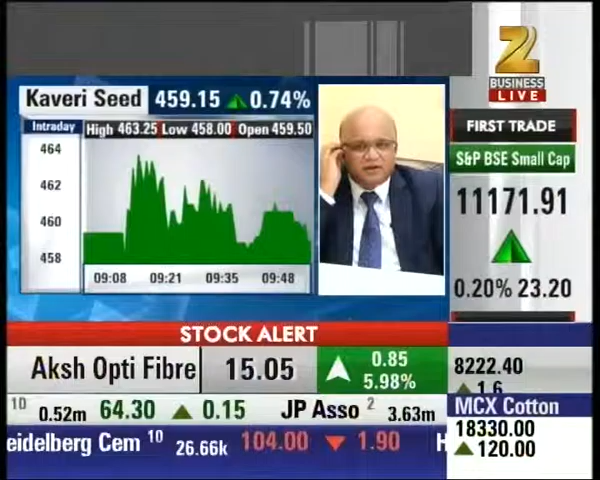 Z
BUSINESS
LIVE
Kaveri Seed 459.15 0.74%
Intraday High 463.25 Low 458.00 Open 459.50
464
462
460
458
09:08 09:21 09:35 09:48
FIRST TRADE
S&P BSE Small Cap
11171.91
0.20% 23.20
STOCK ALERT
Aksh Opti Fibre 15.05 0.85
5.98%
8222.40
1.6
10 0.52m 64.30 0.15 JP Asso 2 3.63m
MCX Cotton
18330.00
120.00
eidelberg Cem 10 26.66k 104.00 1.90 H